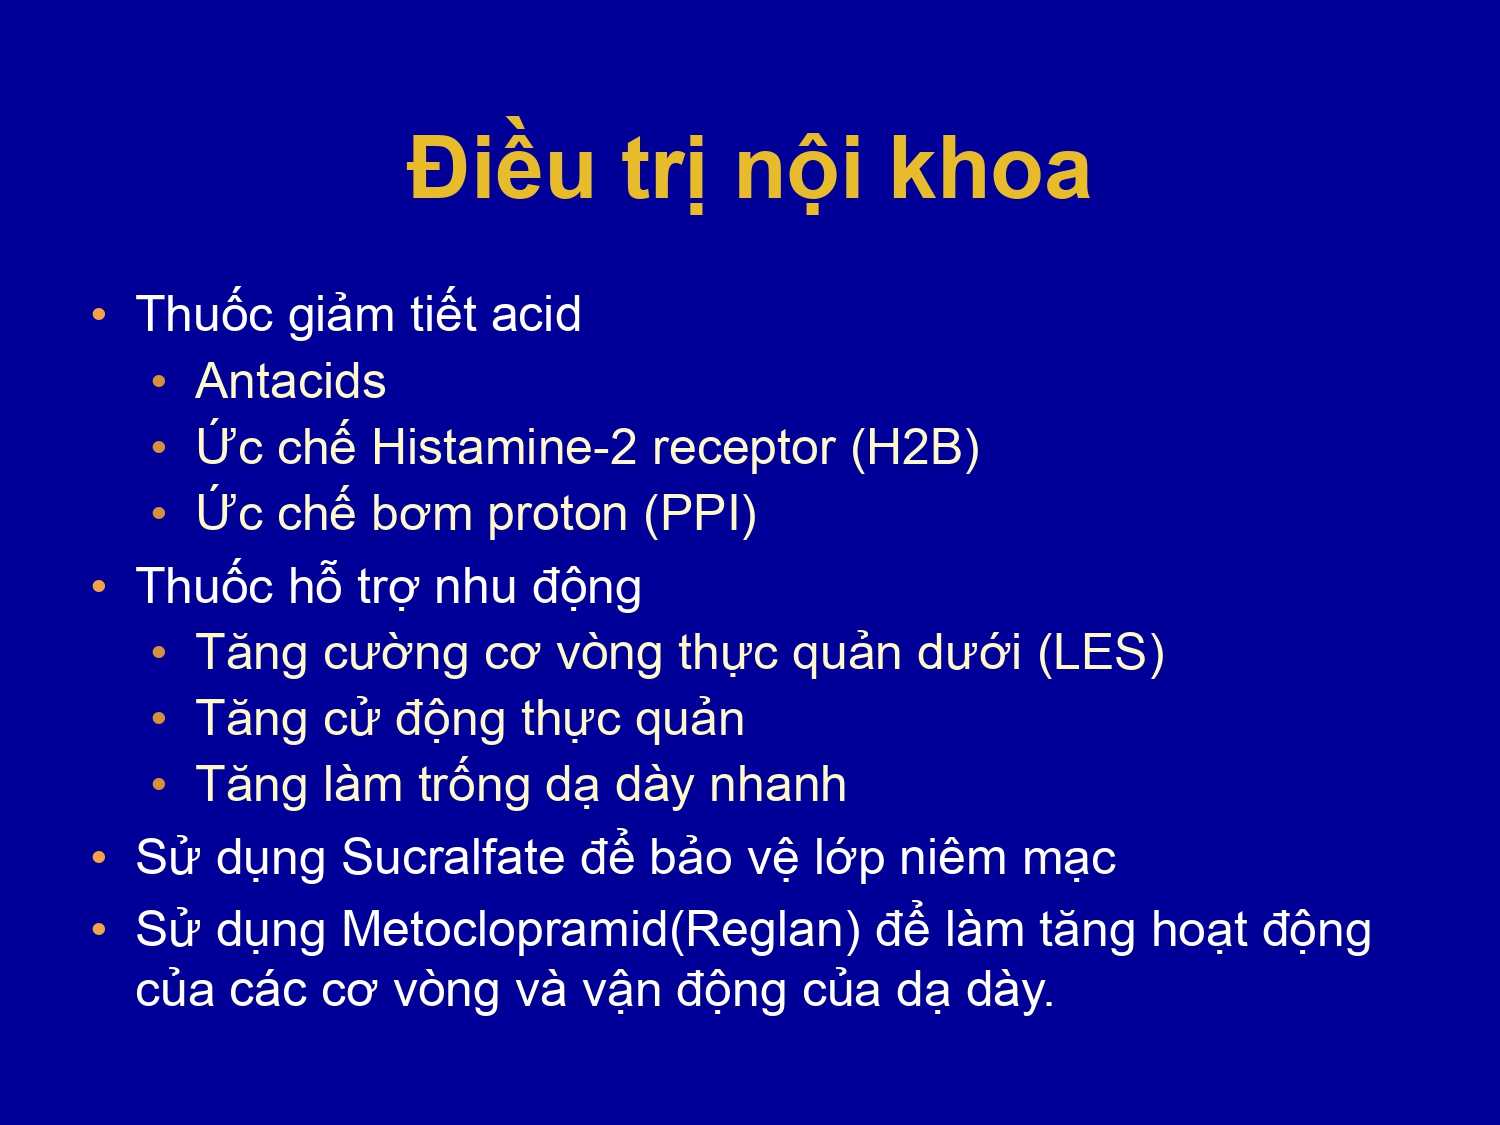 Điều trị nội khoa
• Thuốc giảm tiết acid
• Antacids
• Ức chế Histamine-2 receptor (H2B)
• Ức chế bơm proton (PPI)
• Thuốc hỗ trợ nhu động
• Tăng cường cơ vòng thực quản dưới (LES)
• Tăng cử động thực quản
• Tăng làm trống dạ dày nhanh
• Sử dụng Sucralfate để bảo vệ lớp niêm mạc
• Sử dụng Metoclopramid(Reglan) để làm tăng hoạt động
của các cơ vòng và vận động của dạ dày.